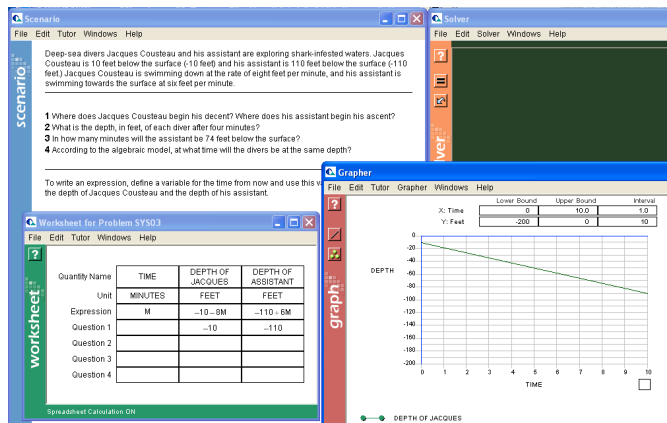 Scenario
File Edit Tutor Windows Help
scenario
Deep-sea divers Jacques Cousteau and his assistant are exploring shark-infested waters. Jacques
Cousteau is 10 feet below the surface (-10 feet) and his assistant is 110 feet below the surface (-110
feet.) Jacques Cousteau is swimming down at the rate of eight feet per minute, and his assistant is
swimming towards the surface at six feet per minute.
1 Where does Jacques Cousteau begin his decent? Where does his assistant begin his ascent?
2 What is the depth, in feet, of each diver after four minutes?
3 In how many minutes will the assistant be 74 feet below the surface?
4 According to the algebraic model, at what time will the divers be at the same depth?
To write an expression, define a variable for the time from now and use this
the depth of Jacques Cousteau and the depth of his assistant.
Solver
File Edit Solver Windows Help
Worksheet for Problem SYS03
File Edit Tutor Windows Help
worksheet
Quantity Name TIME DEPTH OF JACQUES DEPTH OF ASSISTANT
Unit MINUTES FEET FEET
Expression M −10−8M −110+6M
Question 1 −10 −110
Question 2
Question 3
Question 4
Spreadsheet Calculation ON
Grapher
File Edit Tutor Grapher Windows Help
graph
Lower Bound Upper Bound Interval
X: Time 0 10.0 1.0
Y: Feet -200 0 10
DEPTH
0
-20
-40
-60
-80
-100
-120
-140
-160
-180
-200
0 1 2 3 4 5 6 7 8 9 10
TIME
DEPTH OF JACQUES